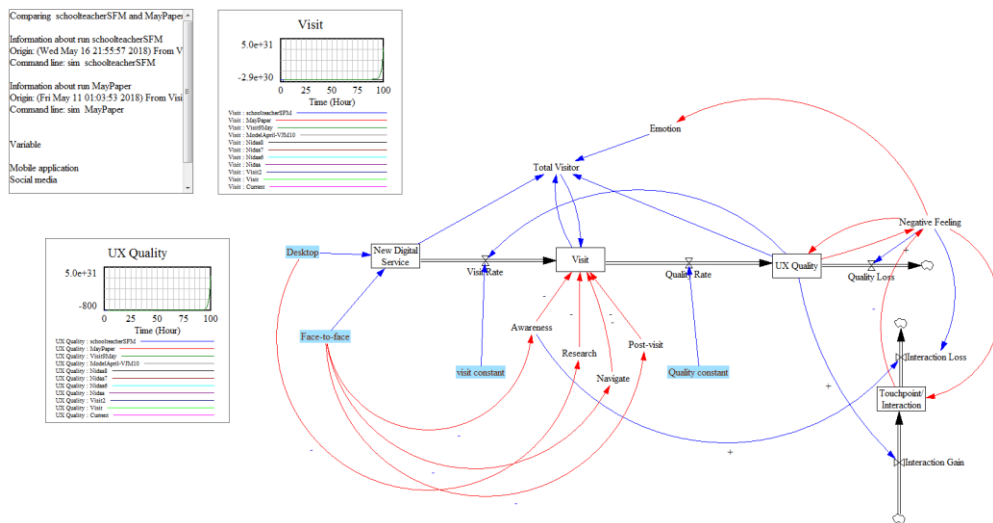 Comparing schoolteacherSFM and MayPaper
Information about run schoolteacherSFM
Origin: (Wed May 16 21:55:57 2018) From V
Command line: sim schoolteacherSFM
Information about run MayPaper
Origin: (Fri May 11 01:03:53 2018) From Visi
Command line: sim MayPaper
Variable
Mobile application
Social media
Visit
5.0e+31
-2.9e+30
0 50 100
Time (Hour)
Visit : schoolteacherSFM
Visit : MayPaper
Visit : Visit8May
Visit : ModelApril-VJM10
Visit : Nidaa8
Visit : Nidaa7
Visit : Nidaa6
Visit : Nidaa
Visit : Visit2
Visit : Visit
Visit : Current
UX Quality
5.0e+31
-800
0 50 100
Time (Hour)
UX Quality : schoolteacherSFM
UX Quality : MayPaper
UX Quality : Visit8May
UX Quality : ModelApril-VJM10
UX Quality : Nidaa8
UX Quality : Nidaa7
UX Quality : Nidaa6
UX Quality : Nidaa
UX Quality : Visit2
UX Quality : Visit
UX Quality : Current
Emotion
Total Visitor
Negative Feeling
Desktop
New Digital
Service
Visit Rate
Visit
Quality Rate
UX Quality
Quality Loss
Face-to-face
Awareness
Research
Navigate
Post-visit
visit constant
Quality constant
Interaction Loss
Touchpoint/
Interaction
Interaction Gain